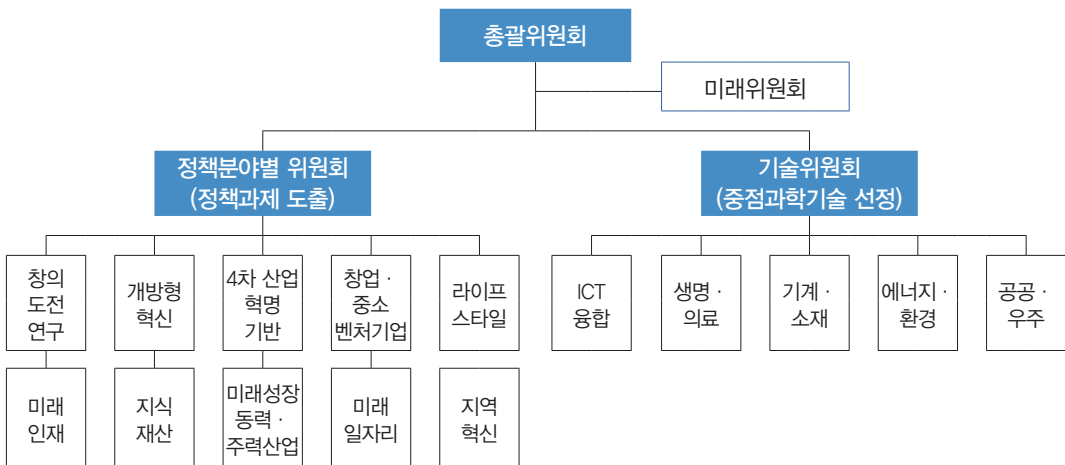 총괄위원회
미래위원회
정책분야별 위원회
(정책과제 도출)
기술위원회
(중점과학기술 선정)
창의
도전
연구
개방형
혁신
4차 산업
혁명
기반
창업 ·
중소
벤처기업
라이프
스타일
ICT
융합
생명 ·
의료
기계 ·
소재
에너지 ·
환경
공공 ·
우주
미래
인재
지식
재산
미래성장
동력 ·
주력산업
미래
일자리
지역
혁신